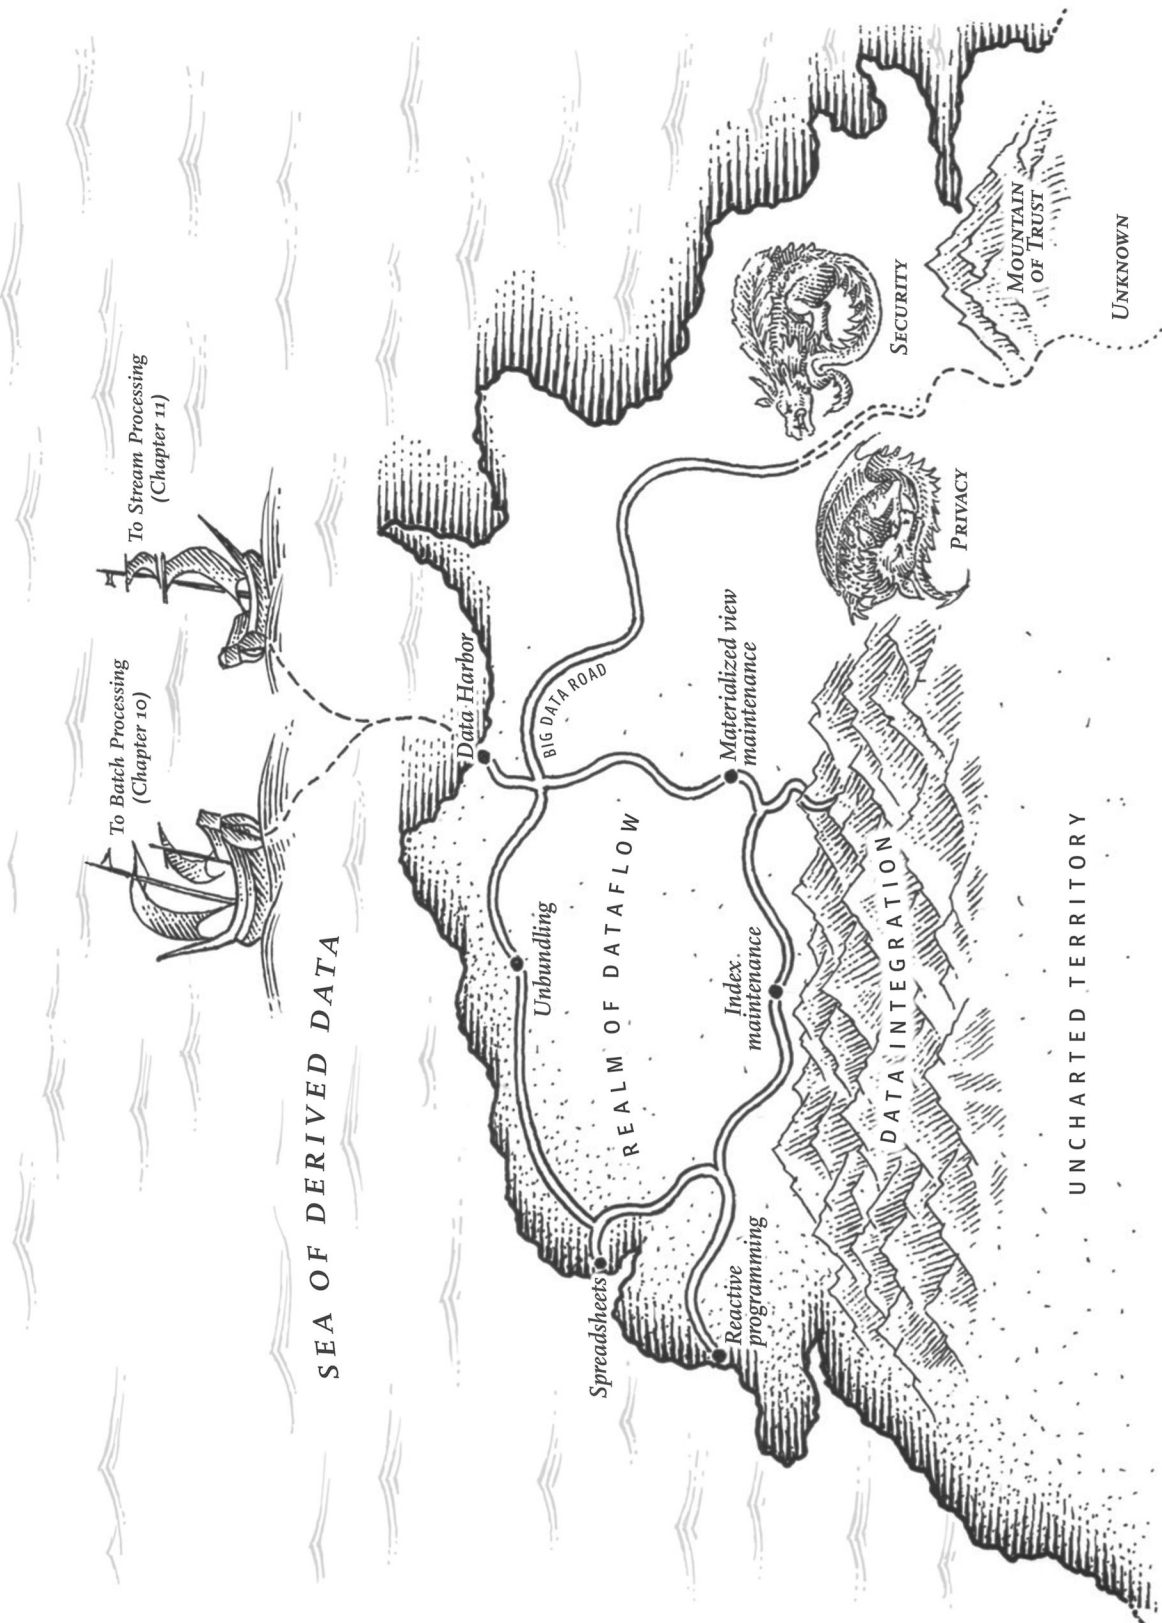 To Batch Processing
(Chapter 10)
To Stream Processing
(Chapter 11)
SEA OF DERIVED DATA
Data Harbor
BIG DATA ROAD
Unbundling
Spreadsheets
REALM OF DATAFLOW
Materialized view
maintenance
Index
maintenance
Reactive
programming
DATA INTEGRATION
SECURITY
PRIVACY
MOUNTAIN
OF TRUST
UNCHARTED TERRITORY
UNKNOWN